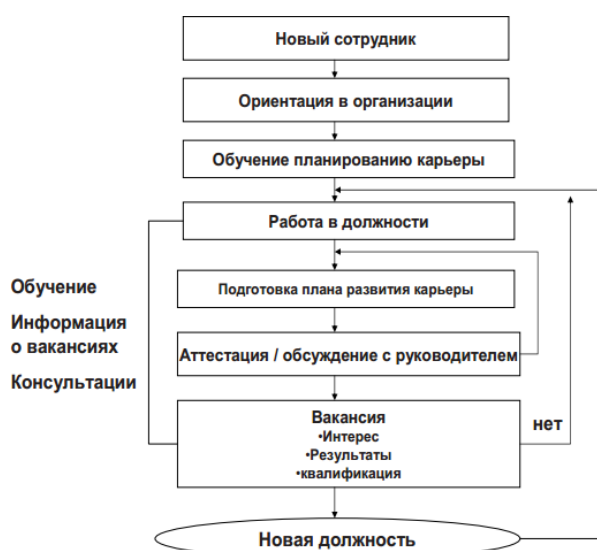 Новый сотрудник
Ориентация в организации
Обучение планированию карьеры
Работа в должности
Обучение
Информация
о вакансиях
Консультации
Подготовка плана развития карьеры
Аттестация / обсуждение с руководителем
Вакансия
•Интерес
•Результаты
•квалификация
нет
Новая должность